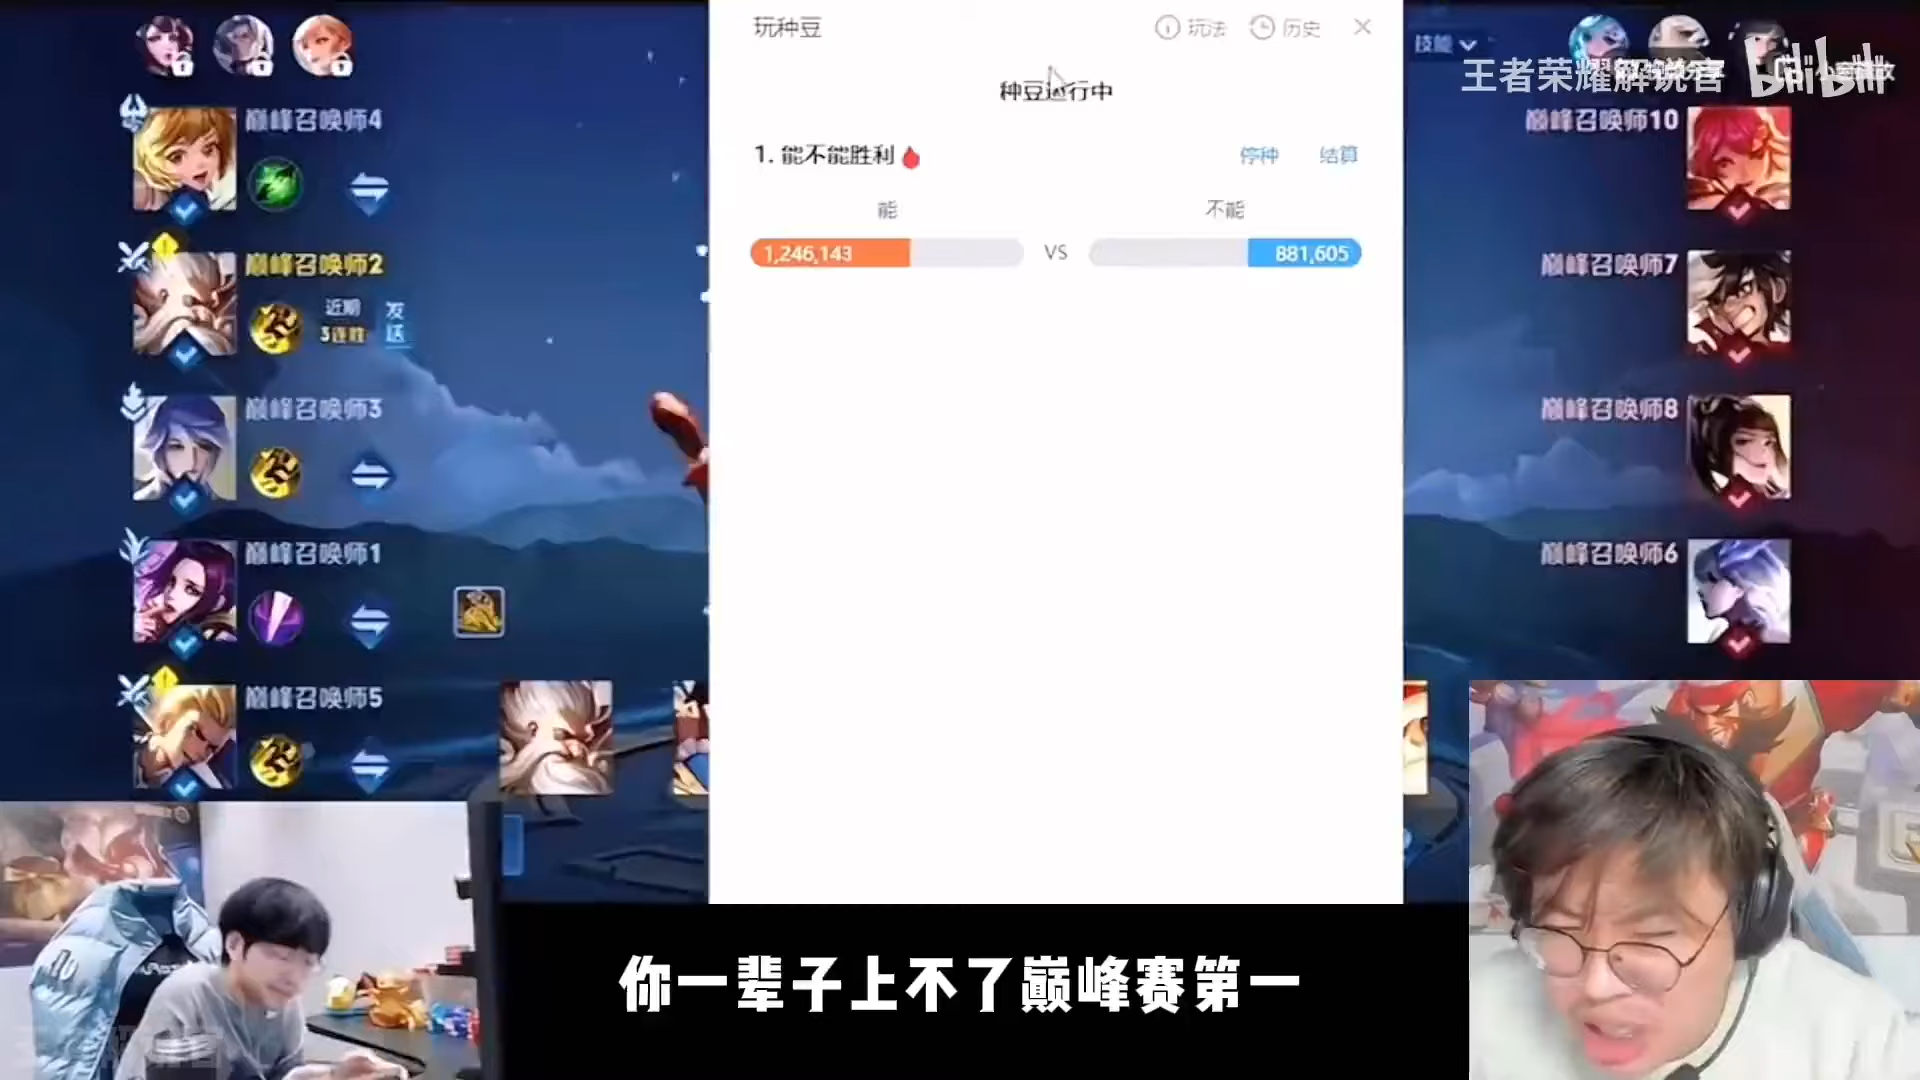 玩种豆
玩法
历史
种豆进行中
1. 能不能胜利
停种
结算
能
不能
1,246,143
VS
881,605
巅峰召唤师4
巅峰召唤师2
近期
3连胜
发送
巅峰召唤师3
巅峰召唤师1
巅峰召唤师5
技能
王者荣耀解说官
bilibili
巅峰召唤师10
巅峰召唤师7
巅峰召唤师8
巅峰召唤师6
你一辈子上不了巅峰赛第一